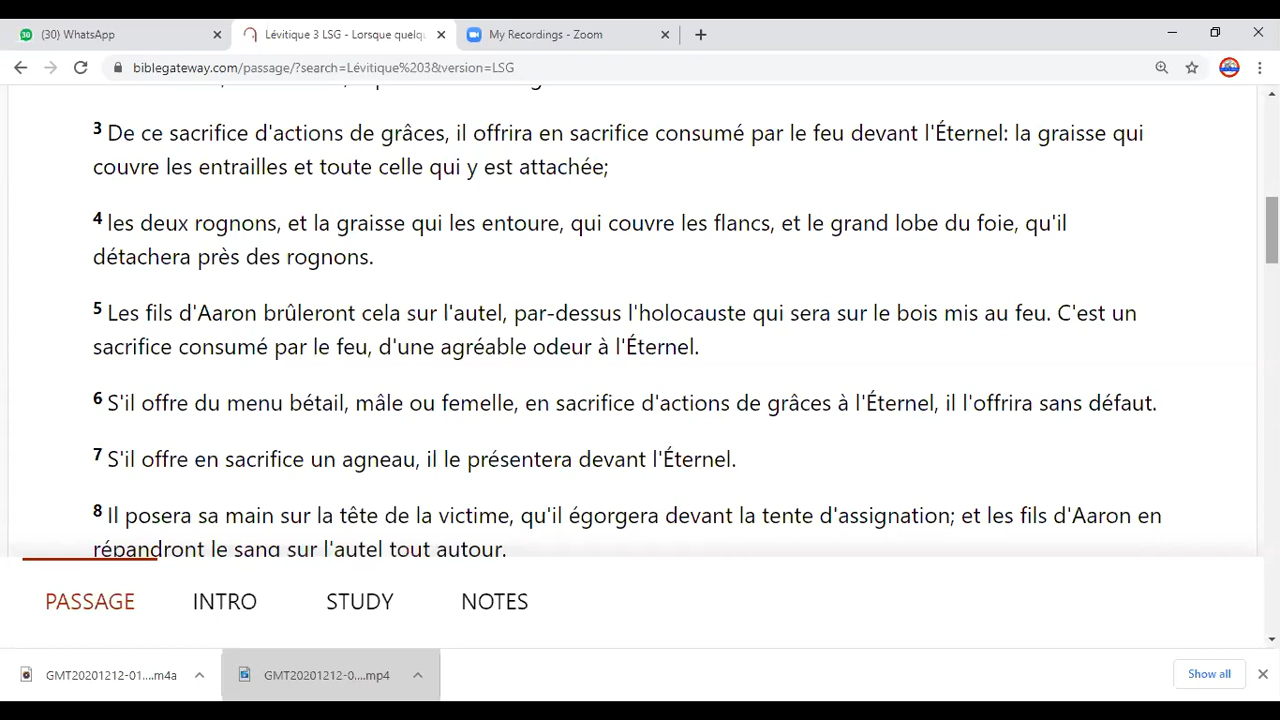 30 (30) WhatsApp
Lévitique 3 LSG - Lorsque quelqu
My Recordings - Zoom
biblegateway.com/passage/?search=Lévitique%203&version=LSG
3 De ce sacrifice d'actions de grâces, il offrira en sacrifice consumé par le feu devant l'Éternel: la graisse qui
couvre les entrailles et toute celle qui y est attachée;
4 les deux rognons, et la graisse qui les entoure, qui couvre les flancs, et le grand lobe du foie, qu'il
détachera près des rognons.
5 Les fils d'Aaron brûleront cela sur l'autel, par-dessus l'holocauste qui sera sur le bois mis au feu. C'est un
sacrifice consumé par le feu, d'une agréable odeur à l'Éternel.
6 S'il offre du menu bétail, mâle ou femelle, en sacrifice d'actions de grâces à l'Éternel, il l'offrira sans défaut.
7 S'il offre en sacrifice un agneau, il le présentera devant l'Éternel.
8 Il posera sa main sur la tête de la victime, qu'il égorgera devant la tente d'assignation; et les fils d'Aaron en
répandront le sang sur l'autel tout autour.
PASSAGE INTRO STUDY NOTES
GMT20201212-01....m4a
GMT20201212-0....mp4
Show all